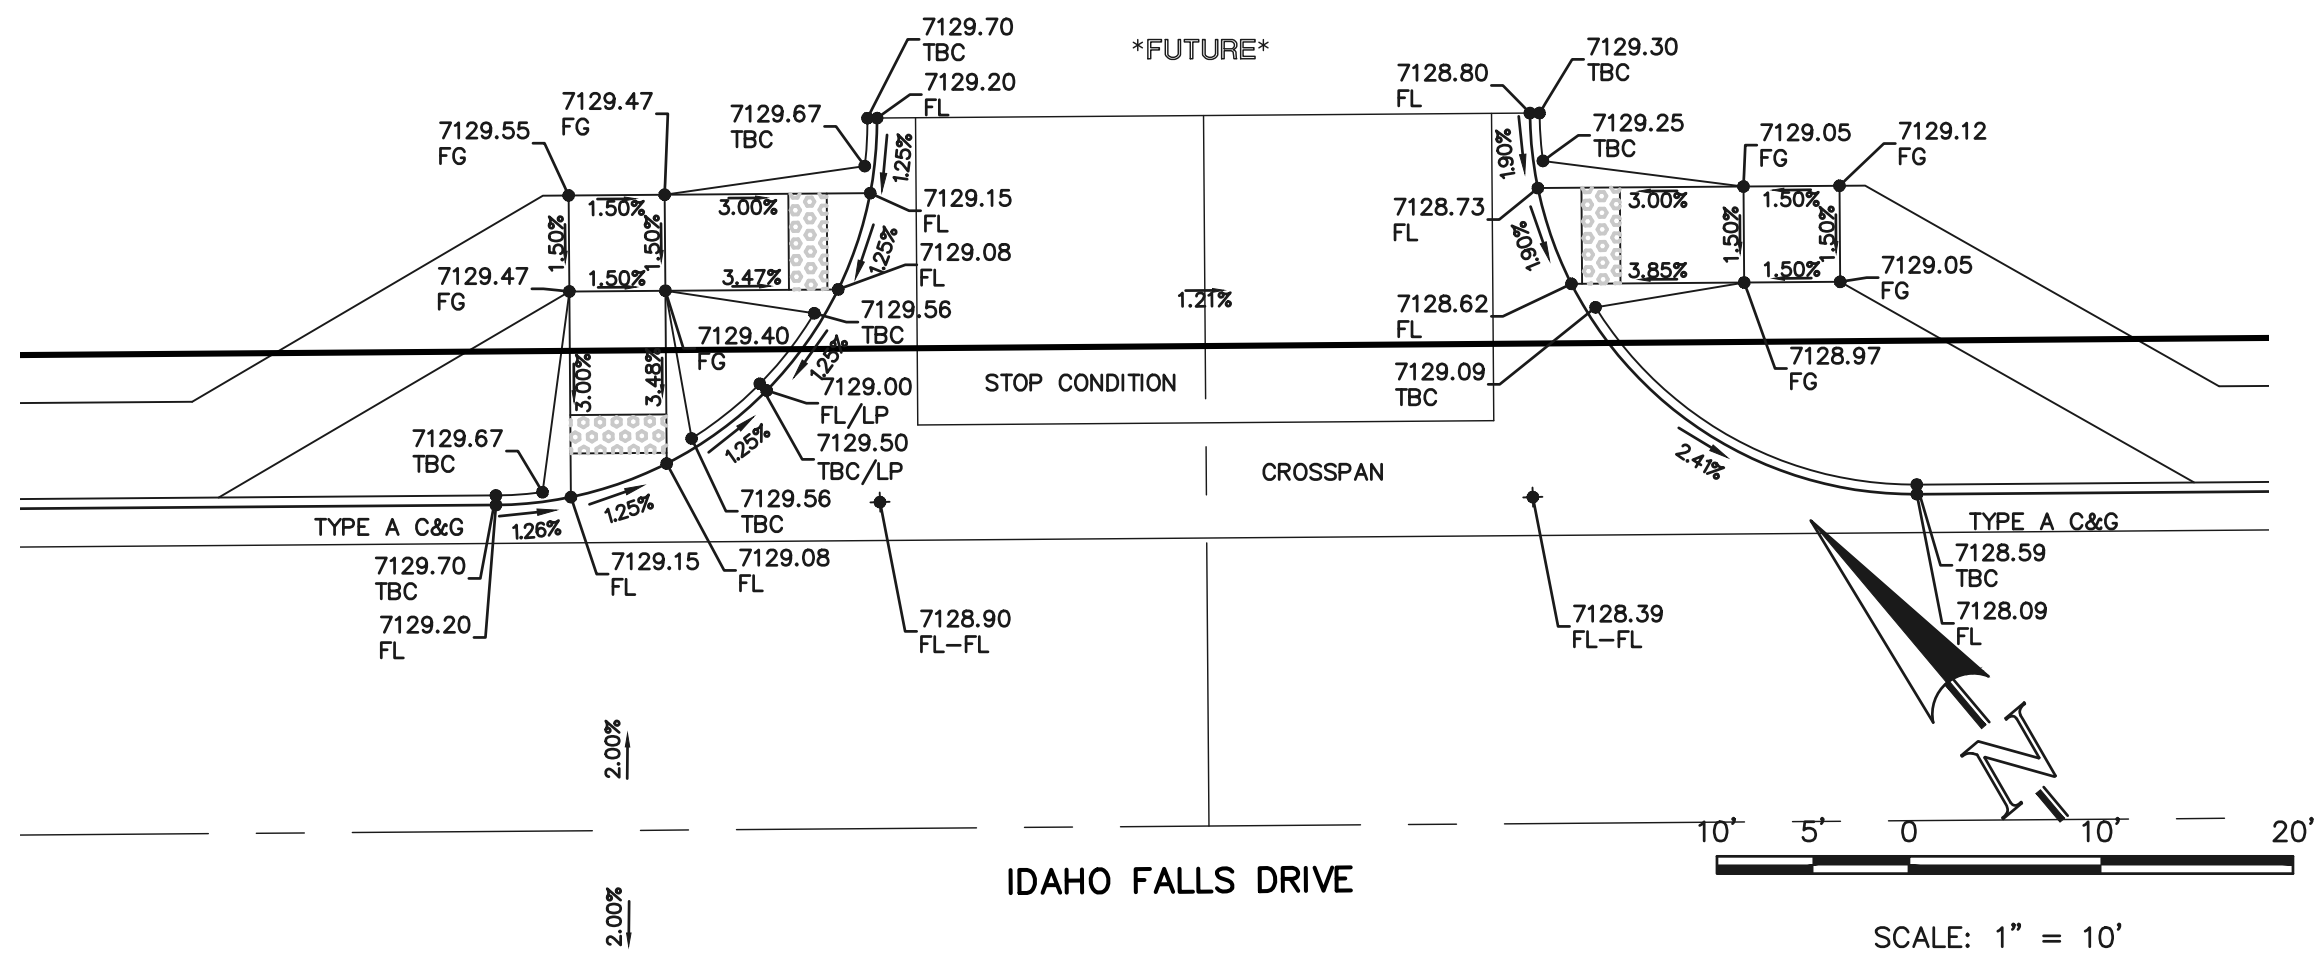 7129.70
TBC
*FUTURE*
7129.30
TBC
7128.80
FL
7129.20
FL
7129.47
FG
7129.67
TBC
7129.55
FG
7129.25
TBC
7129.05
FG
7129.12
FG
1.25%
1.90%
7129.15
FL
1.50%
3.00%
3.00%
1.50%
7128.73
FL
1.50%
1.50%
1.50%
1.50%
1.25%
1.90%
7129.08
FL
7129.47
FG
1.50%
3.47%
3.85%
1.50%
7129.05
FG
1.21%
7129.56
TBC
7128.62
FL
7129.40
FG
1.25%
7128.97
FG
3.00%
3.48%
STOP CONDITION
7129.09
TBC
7129.00
FL/LP
7129.67
TBC
1.25%
7129.50
TBC/LP
CROSSPAN
2.41%
7129.56
TBC
1.25%
TYPE A C&G
1.26%
TYPE A C&G
7129.70
TBC
7129.15
FL
7129.08
FL
7128.59
TBC
7129.20
FL
7128.90
FL-FL
7128.39
FL-FL
7128.09
FL
2.00%
N
10' 5' 0 10' 20'
IDAHO FALLS DRIVE
2.00%
SCALE: 1" = 10'